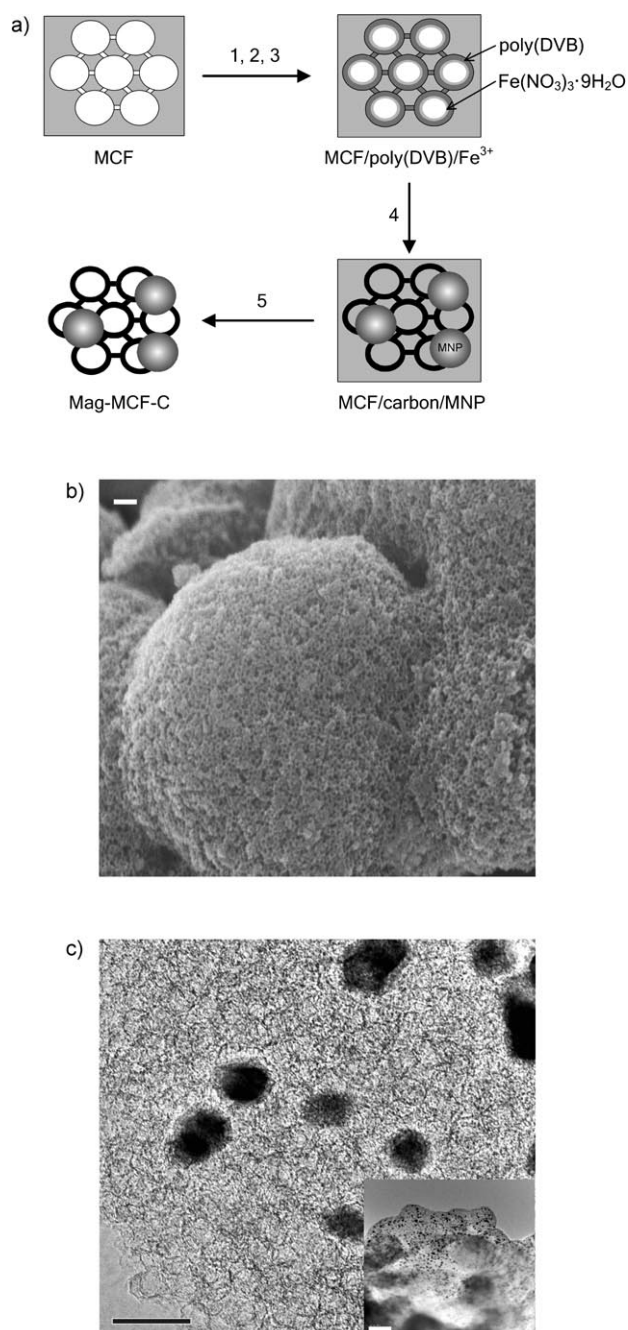 a)
1, 2, 3
poly(DVB)
Fe(NO₃)₃·9H₂O
MCF
MCF/poly(DVB)/Fe³⁺
4
5
MNP
Mag-MCF-C
MCF/carbon/MNP
b)
c)